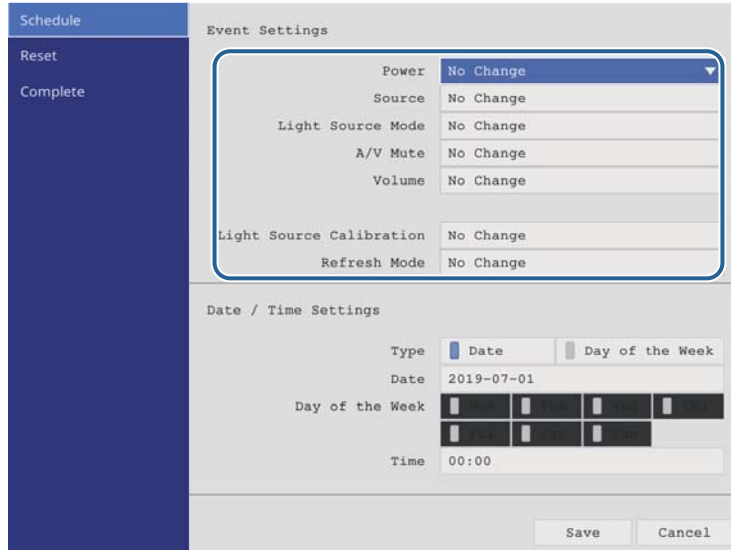 Schedule
Reset
Complete
Event Settings
Power No Change
Source No Change
Light Source Mode No Change
A/V Mute No Change
Volume No Change
Light Source Calibration No Change
Refresh Mode No Change
Date / Time Settings
Type Date Day of the Week
Date 2019-07-01
Day of the Week
Time 00:00
Save Cancel